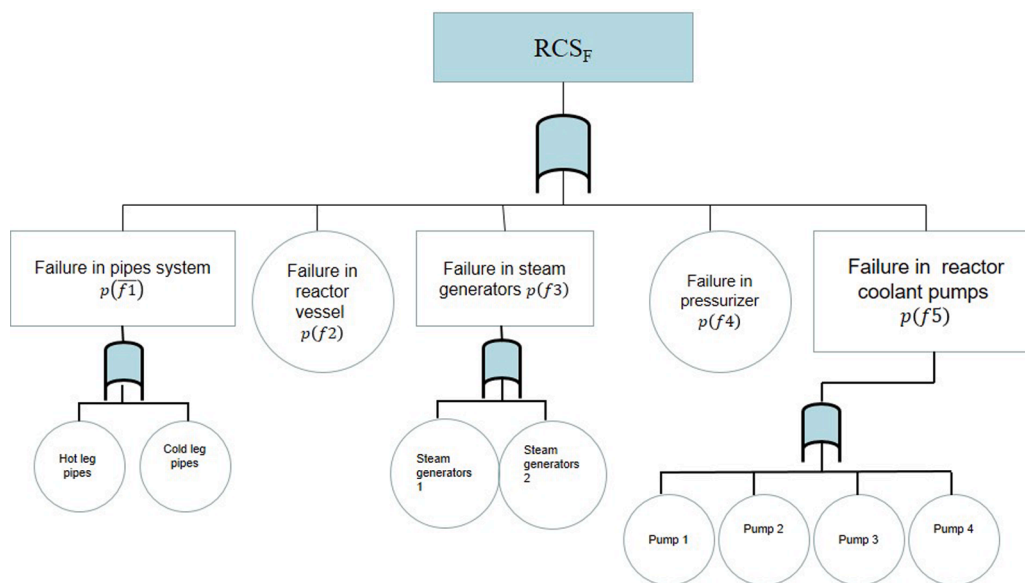 RCS_F
Failure in pipes system
p(f̅1̅)
Failure in
reactor
vessel
p(f2)
Failure in steam
generators p(f3)
Failure in
pressurizer
p(f4)
Failure in reactor
coolant pumps
p(f5)
Hot leg
pipes
Cold leg
pipes
Steam
generators
1
Steam
generators
2
Pump 1
Pump 2
Pump 3
Pump 4